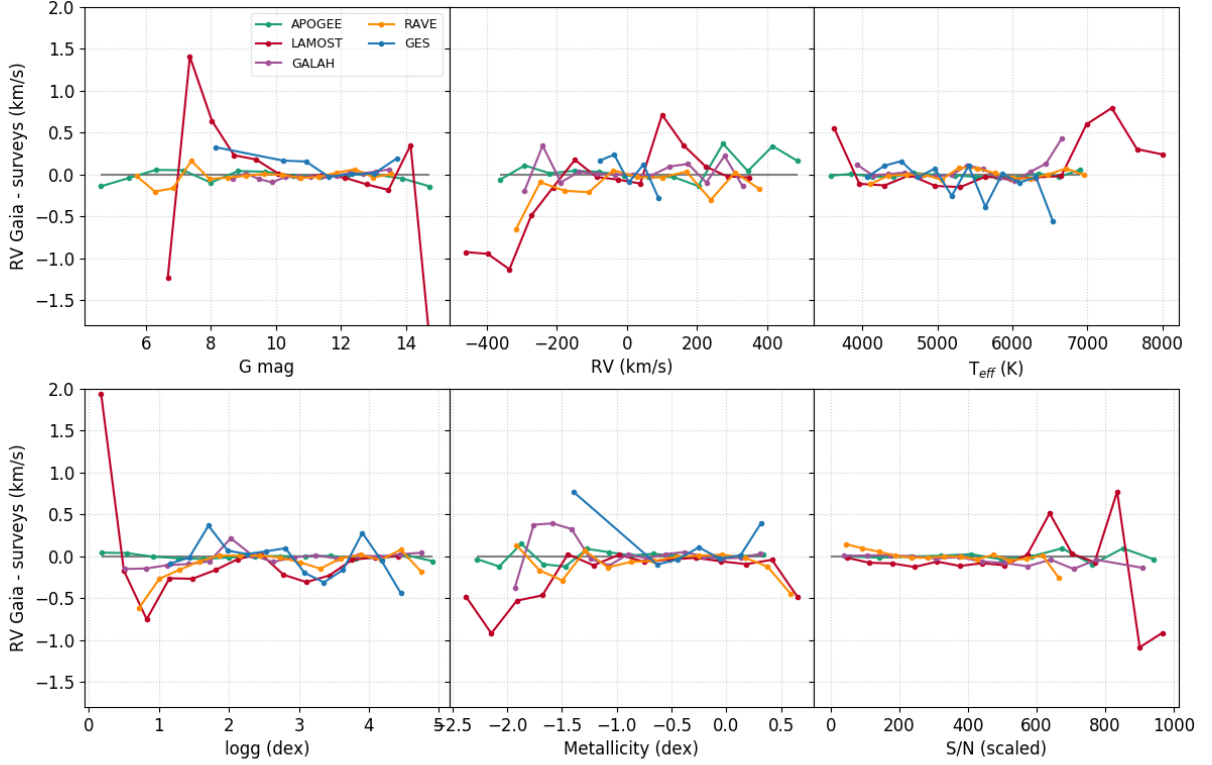 2.0
1.5
1.0
0.5
0.0
−0.5
−1.0
−1.5
RV Gaia - surveys (km/s)
APOGEE
LAMOST
GALAH
RAVE
GES
6 8 10 12 14
G mag
−400 −200 0 200 400
RV (km/s)
4000 5000 6000 7000 8000
T_eff (K)
2.0
1.5
1.0
0.5
0.0
−0.5
−1.0
−1.5
RV Gaia - surveys (km/s)
0 1 2 3 4 5
logg (dex)
−2.5 −2.0 −1.5 −1.0 −0.5 0.0 0.5
Metallicity (dex)
0 200 400 600 800 1000
S/N (scaled)